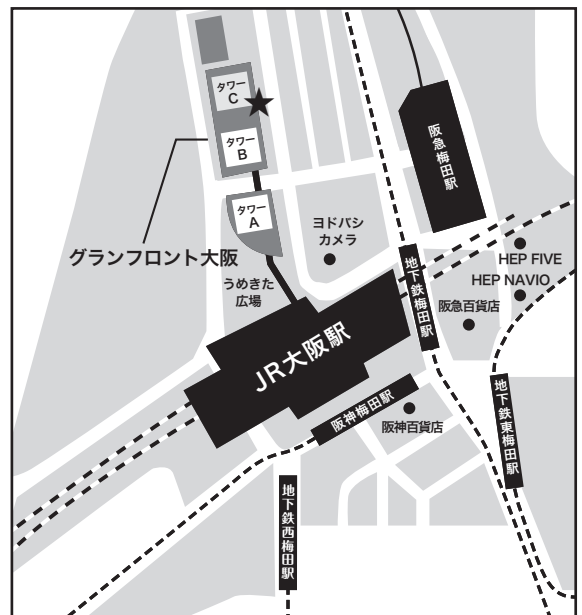 タワー
C
タワー
B
タワー
A
阪急梅田駅
ヨドバシ
カメラ
グランフロント大阪
うめきた
広場
地下鉄梅田駅
HEP FIVE
HEP NAVIO
阪急百貨店
JR大阪駅
阪神梅田駅
阪神百貨店
地下鉄東梅田駅
地下鉄西梅田駅